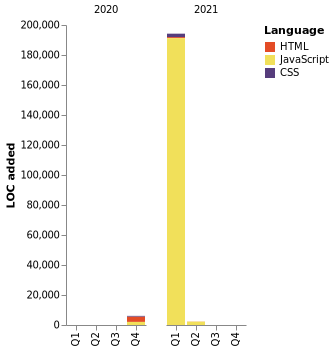 2020
2021
Language
HTML
JavaScript
CSS
LOC added
200,000
180,000
160,000
140,000
120,000
100,000
80,000
60,000
40,000
20,000
0
Q1
Q2
Q3
Q4
Q1
Q2
Q3
Q4